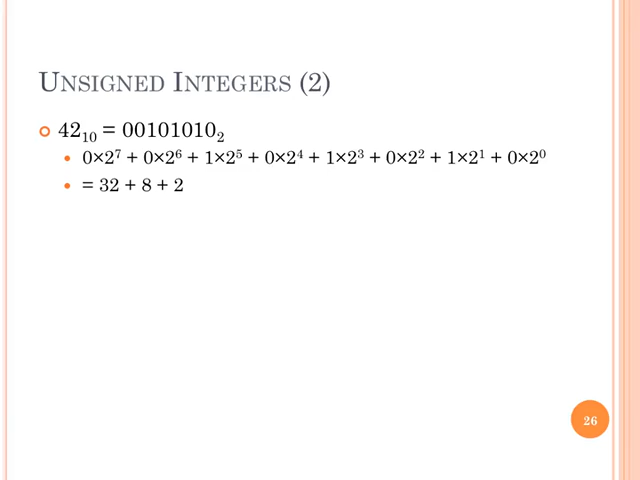 UNSIGNED INTEGERS (2)
42₁₀ = 00101010₂
0×2⁷ + 0×2⁶ + 1×2⁵ + 0×2⁴ + 1×2³ + 0×2² + 1×2¹ + 0×2⁰
= 32 + 8 + 2
26